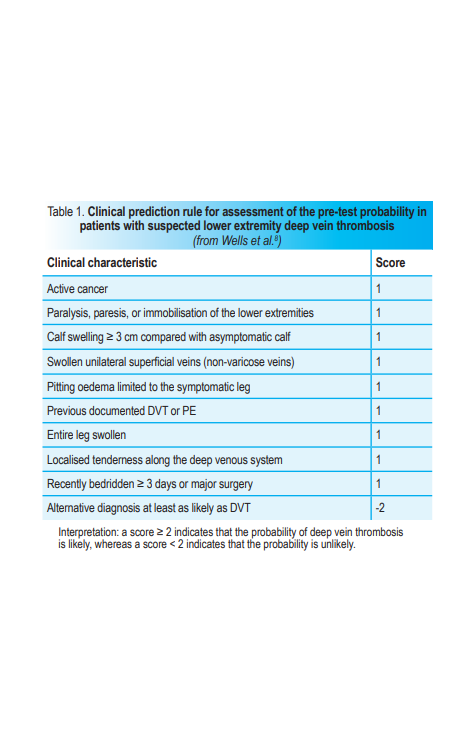 Table 1. Clinical prediction rule for assessment of the pre-test probability in
patients with suspected lower extremity deep vein thrombosis
(from Wells et al.⁸)
Clinical characteristic Score
Active cancer 1
Paralysis, paresis, or immobilisation of the lower extremities 1
Calf swelling ≥ 3 cm compared with asymptomatic calf 1
Swollen unilateral superficial veins (non-varicose veins) 1
Pitting oedema limited to the symptomatic leg 1
Previous documented DVT or PE 1
Entire leg swollen 1
Localised tenderness along the deep venous system 1
Recently bedridden ≥ 3 days or major surgery 1
Alternative diagnosis at least as likely as DVT -2
Interpretation: a score ≥ 2 indicates that the probability of deep vein thrombosis
is likely, whereas a score < 2 indicates that the probability is unlikely.